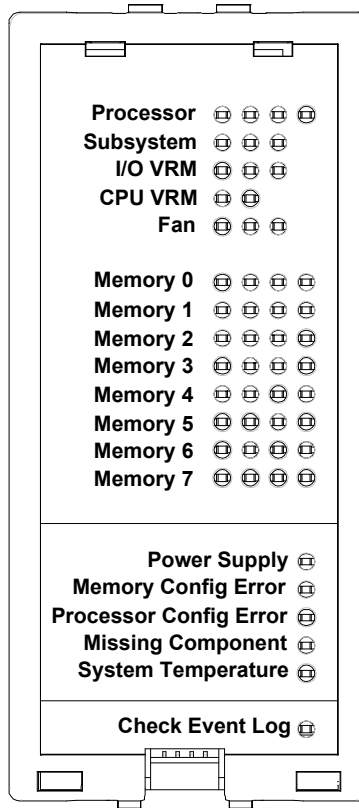 Processor
Subsystem
I/O VRM
CPU VRM
Fan
Memory 0
Memory 1
Memory 2
Memory 3
Memory 4
Memory 5
Memory 6
Memory 7
Power Supply
Memory Config Error
Processor Config Error
Missing Component
System Temperature
Check Event Log